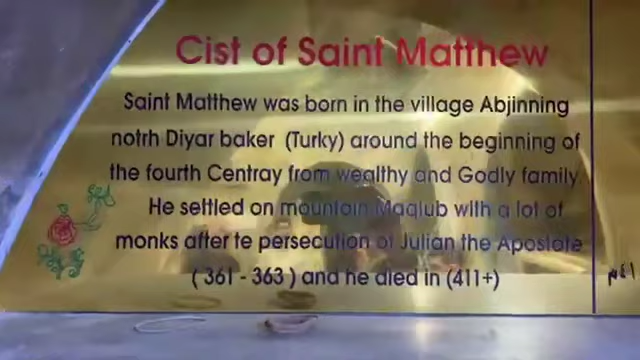 Cist of Saint Matthew
Saint Matthew was born in the village Abjinning
notrh Diyar baker (Turky) around the beginning of
the fourth Centray from wealthy and Godly family.
He settled on mountain Maqlub with a lot of
monks after te persecution of Julian the Apostate
( 361 - 363 ) and he died in (411+)